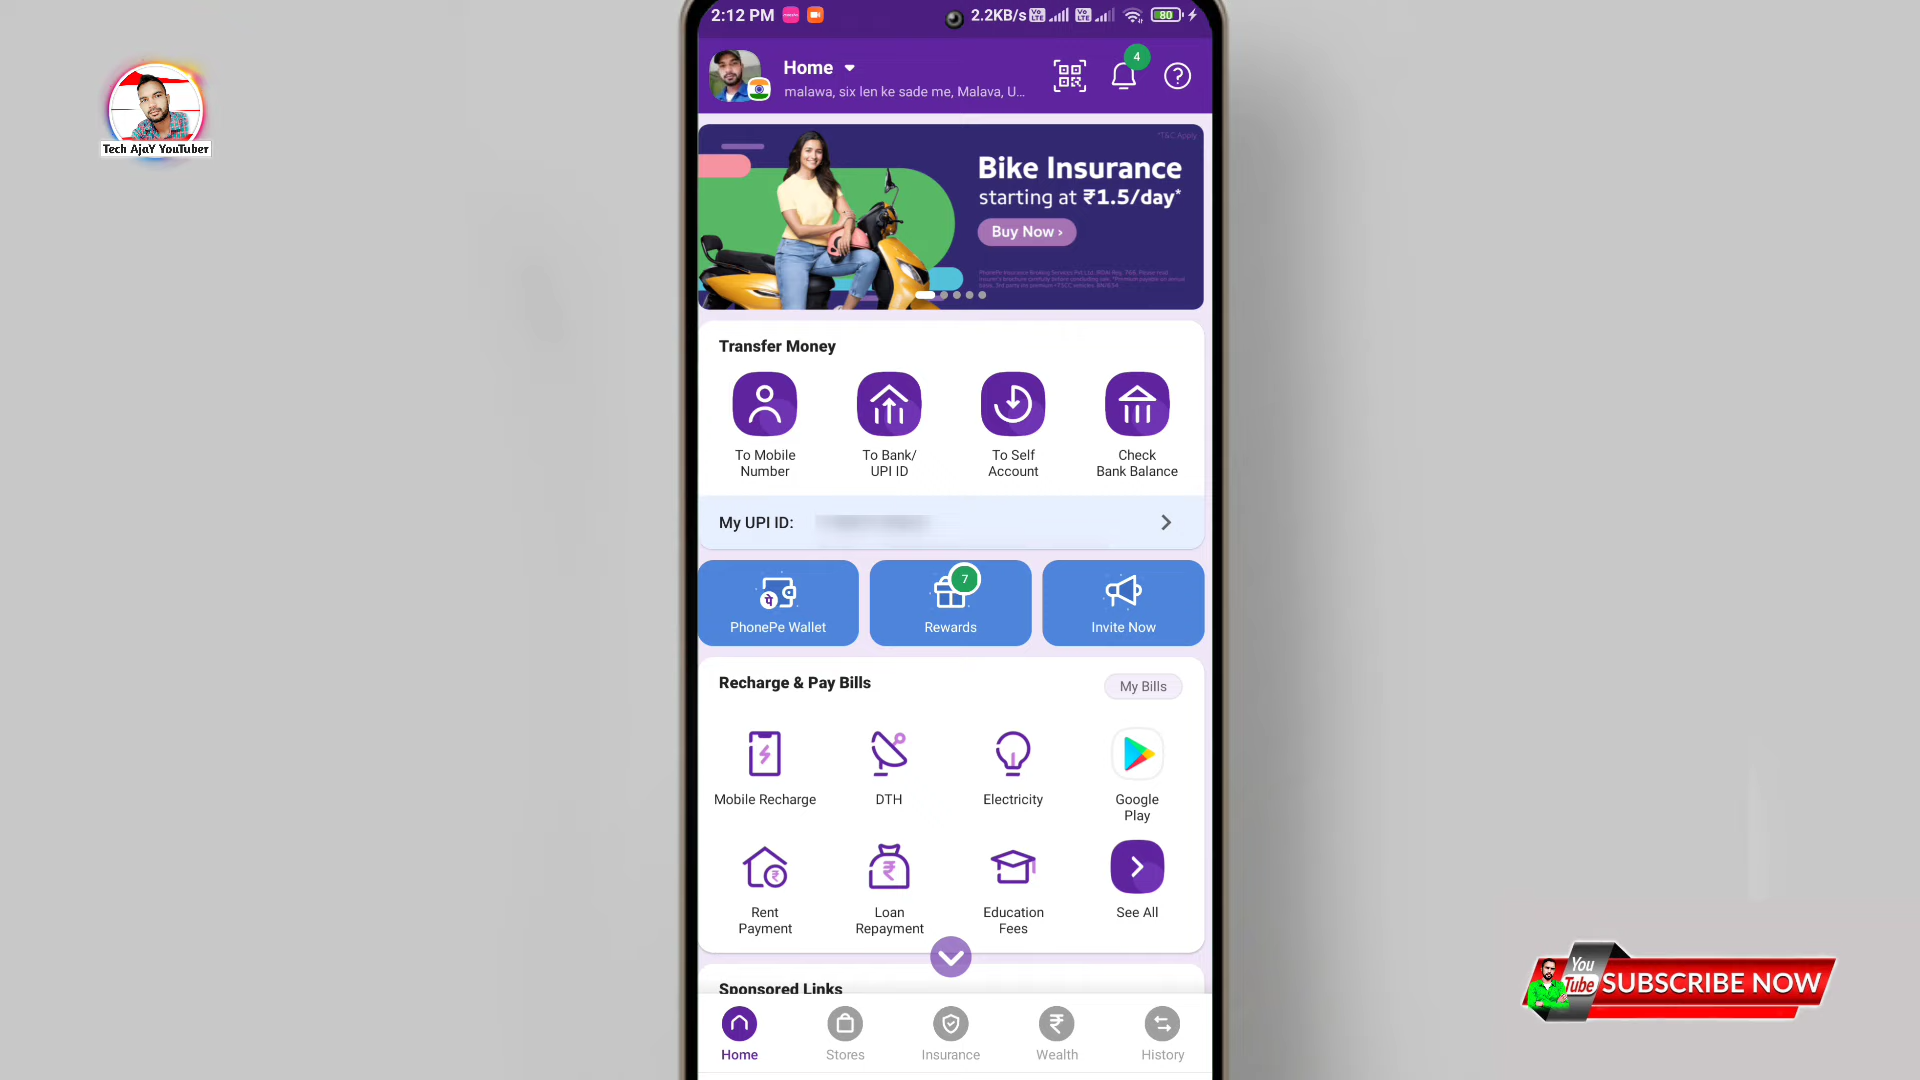 2:12 PM
2.2KB/s
80
Home
4
malawa, six len ke sade me, Malava, U...
Tech AjaY YouTuber
*T&C Apply
Bike Insurance
starting at ₹1.5/day*
Buy Now ›
Transfer Money
To Mobile
Number
To Bank/
UPI ID
To Self
Account
Check
Bank Balance
My UPI ID:
पे
PhonePe Wallet
7
Rewards
Invite Now
Recharge & Pay Bills
My Bills
Mobile Recharge
DTH
Electricity
Google
Play
Rent
Payment
Loan
Repayment
Education
Fees
See All
Sponsored Links
You
Tube
SUBSCRIBE NOW
Home
Stores
Insurance
Wealth
History